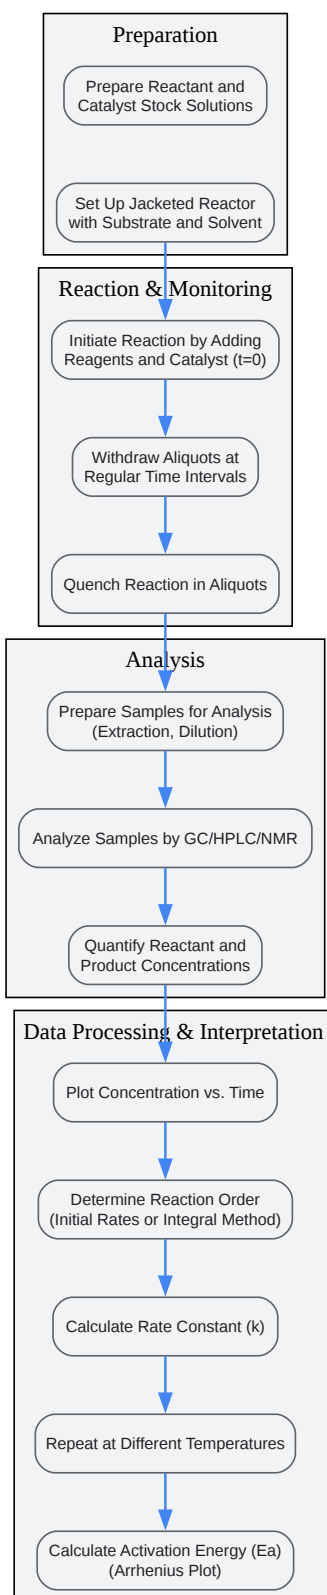 Preparation
Prepare Reactant and
Catalyst Stock Solutions
Set Up Jacketed Reactor
with Substrate and Solvent
Reaction & Monitoring
Initiate Reaction by Adding
Reagents and Catalyst (t=0)
Withdraw Aliquots at
Regular Time Intervals
Quench Reaction in Aliquots
Analysis
Prepare Samples for Analysis
(Extraction, Dilution)
Analyze Samples by GC/HPLC/NMR
Quantify Reactant and
Product Concentrations
Data Processing & Interpretation
Plot Concentration vs. Time
Determine Reaction Order
(Initial Rates or Integral Method)
Calculate Rate Constant (k)
Repeat at Different Temperatures
Calculate Activation Energy (Ea)
(Arrhenius Plot)